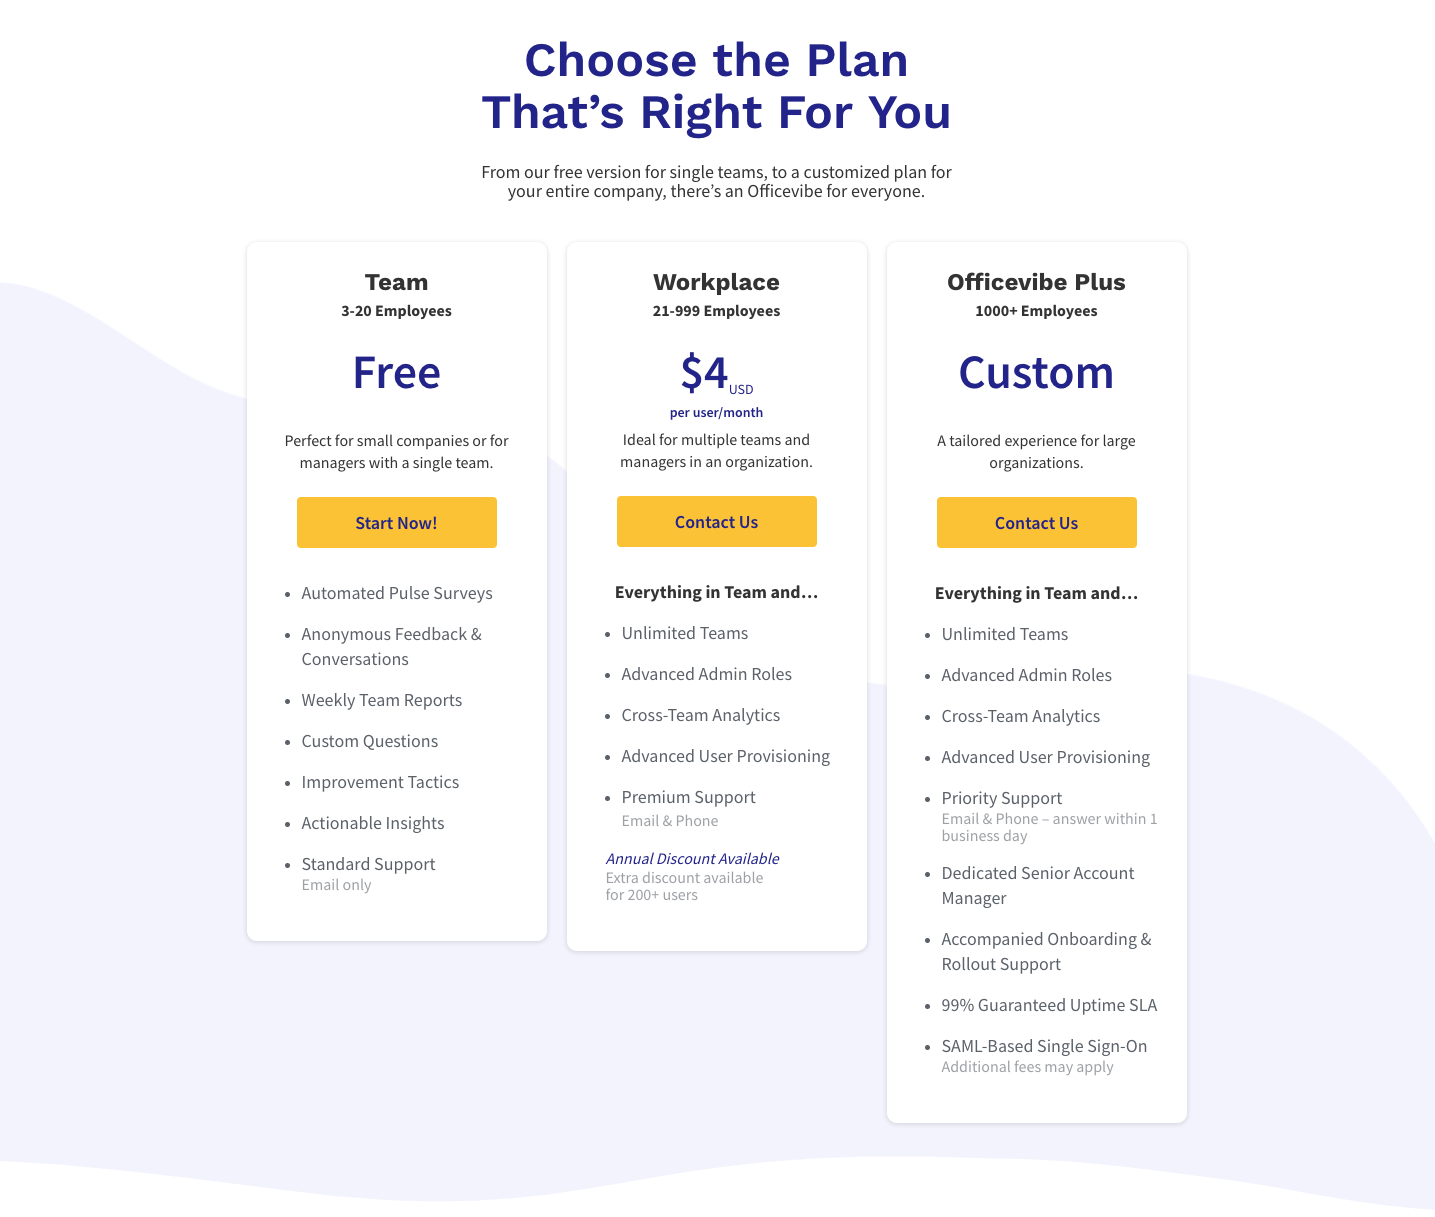 Choose the Plan
That’s Right For You
From our free version for single teams, to a customized plan for
your entire company, there’s an Officevibe for everyone.
Team
3-20 Employees
Free
Perfect for small companies or for
managers with a single team.
Start Now!
• Automated Pulse Surveys
• Anonymous Feedback &
Conversations
• Weekly Team Reports
• Custom Questions
• Improvement Tactics
• Actionable Insights
• Standard Support
Email only
Workplace
21-999 Employees
$4 USD
per user/month
Ideal for multiple teams and
managers in an organization.
Contact Us
Everything in Team and…
• Unlimited Teams
• Advanced Admin Roles
• Cross-Team Analytics
• Advanced User Provisioning
• Premium Support
Email & Phone
Annual Discount Available
Extra discount available
for 200+ users
Officevibe Plus
1000+ Employees
Custom
A tailored experience for large
organizations.
Contact Us
Everything in Team and…
• Unlimited Teams
• Advanced Admin Roles
• Cross-Team Analytics
• Advanced User Provisioning
• Priority Support
Email & Phone – answer within 1
business day
• Dedicated Senior Account
Manager
• Accompanied Onboarding &
Rollout Support
• 99% Guaranteed Uptime SLA
• SAML-Based Single Sign-On
Additional fees may apply